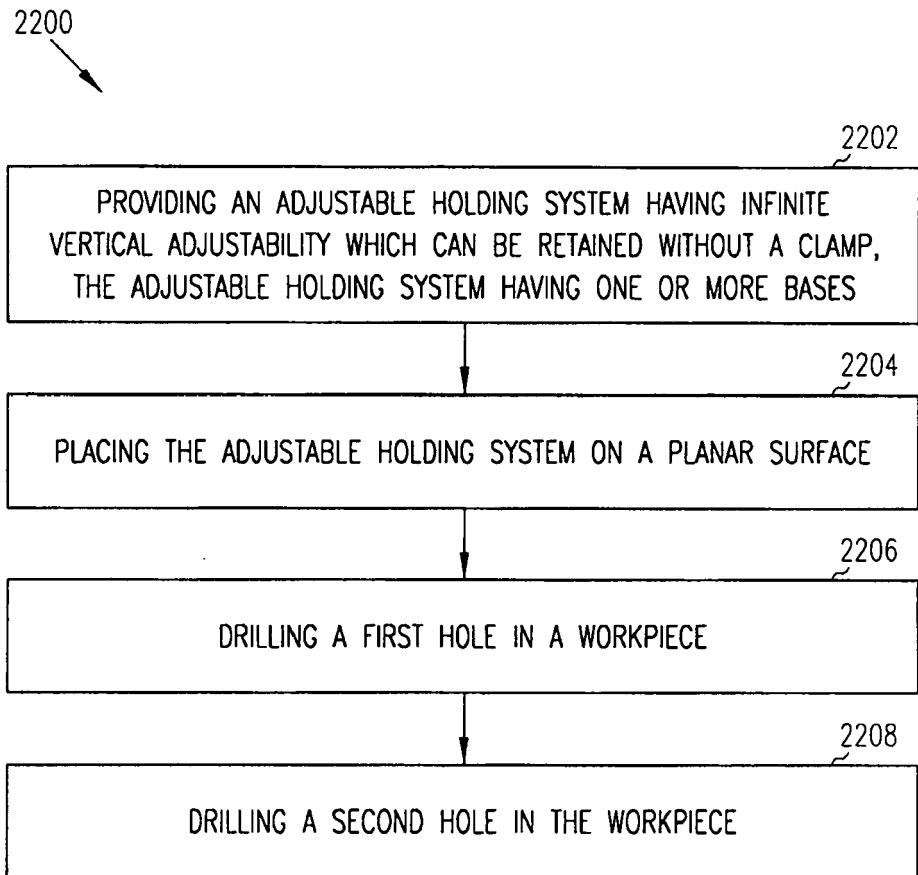 2200
2202
PROVIDING AN ADJUSTABLE HOLDING SYSTEM HAVING INFINITE
VERTICAL ADJUSTABILITY WHICH CAN BE RETAINED WITHOUT A CLAMP,
THE ADJUSTABLE HOLDING SYSTEM HAVING ONE OR MORE BASES
2204
PLACING THE ADJUSTABLE HOLDING SYSTEM ON A PLANAR SURFACE
2206
DRILLING A FIRST HOLE IN A WORKPIECE
2208
DRILLING A SECOND HOLE IN THE WORKPIECE